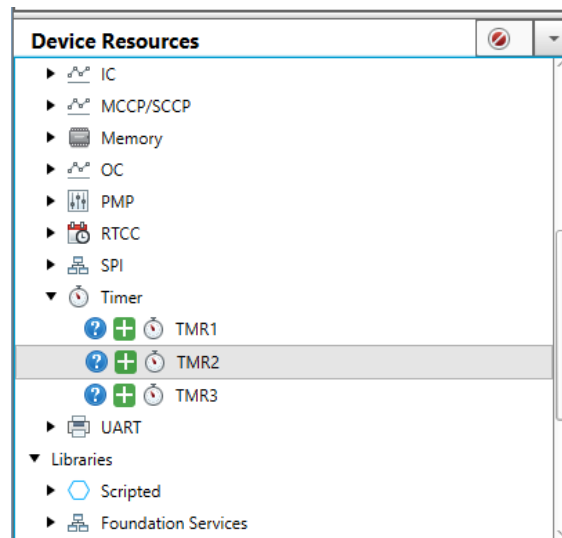 Device Resources
IC
MCCP/SCCP
Memory
OC
PMP
RTCC
SPI
Timer
TMR1
TMR2
TMR3
UART
Libraries
Scripted
Foundation Services